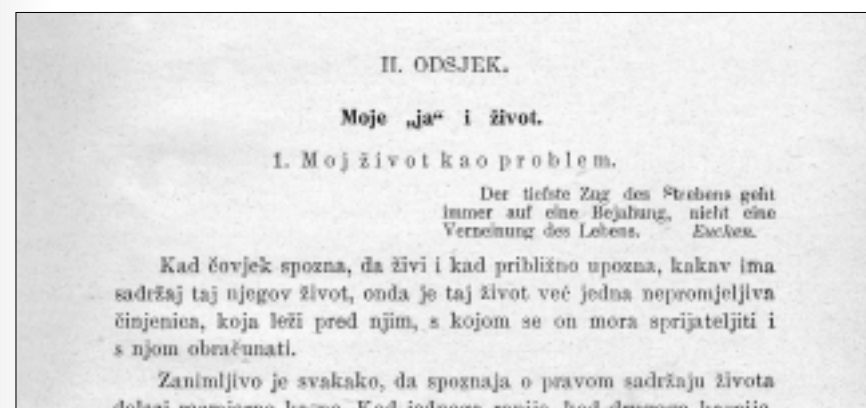 II. ODSJEK.
Moje „ja“ i život.
1. Moj život kao problem.
Der tiefste Zug des Strebens geht
immer auf eine Bejahung, nicht eine
Verneinung des Lebens. Eucken.
Kad čovjek spozna, da živi i kad približno upozna, kakav ima
sadržaj taj njegov život, onda je taj život već jedna nepromjeljiva
činjenica, koja leži pred njim, s kojom se on mora sprijateljiti i
s njom obračunati.
Zanimljivo je svakako, da spoznaja o pravom sadržaju života